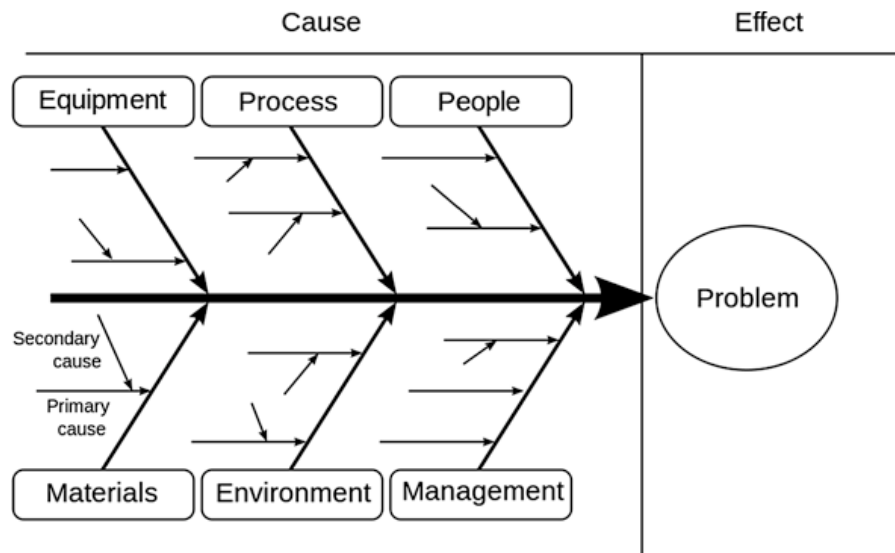 Cause
Effect
Equipment
Process
People
Problem
Secondary
cause
Primary
cause
Materials
Environment
Management